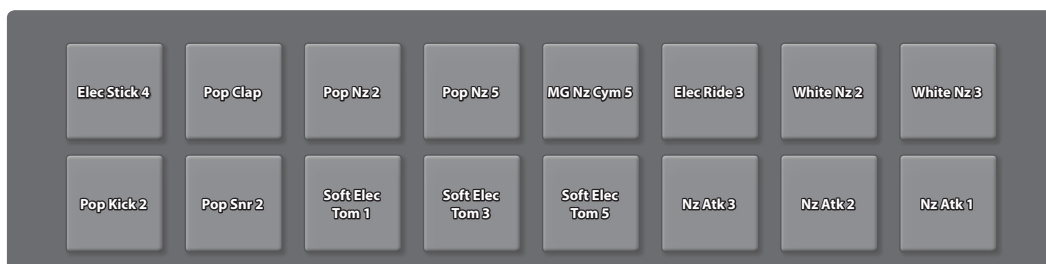 Elec Stick 4
Pop Clap
Pop Nz 2
Pop Nz 5
MG Nz Cym 5
Elec Ride 3
White Nz 2
White Nz 3
Pop Kick 2
Pop Snr 2
Soft Elec
Tom 1
Soft Elec
Tom 3
Soft Elec
Tom 5
Nz Atk 3
Nz Atk 2
Nz Atk 1